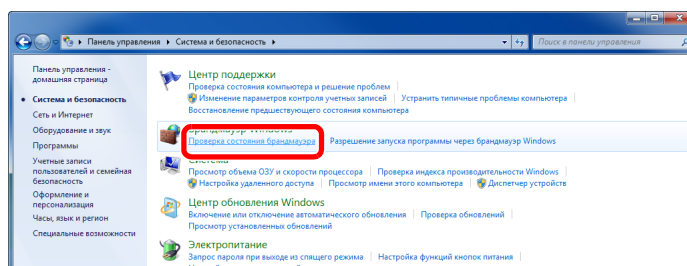 Панель управления ▸ Система и безопасность ▸
Поиск в панели управления
Панель управления -
домашняя страница
Система и безопасность
Сеть и Интернет
Оборудование и звук
Программы
Учетные записи
пользователей и семейная
безопасность
Оформление и
персонализация
Часы, язык и регион
Специальные возможности
Центр поддержки
Проверка состояния компьютера и решение проблем
Изменение параметров контроля учетных записей
Устранить типичные проблемы компьютера
Восстановление предшествующего состояния компьютера
Брандмауэр Windows
Проверка состояния брандмауэра
Разрешение запуска программы через брандмауэр Windows
Система
Просмотр объема ОЗУ и скорости процессора
Проверка индекса производительности Windows
Настройка удаленного доступа
Просмотр имени этого компьютера
Диспетчер устройств
Центр обновления Windows
Включение или отключение автоматического обновления
Проверка обновлений
Просмотр установленных обновлений
Электропитание
Запрос пароля при выходе из спящего режима
Настройка функций кнопок питания